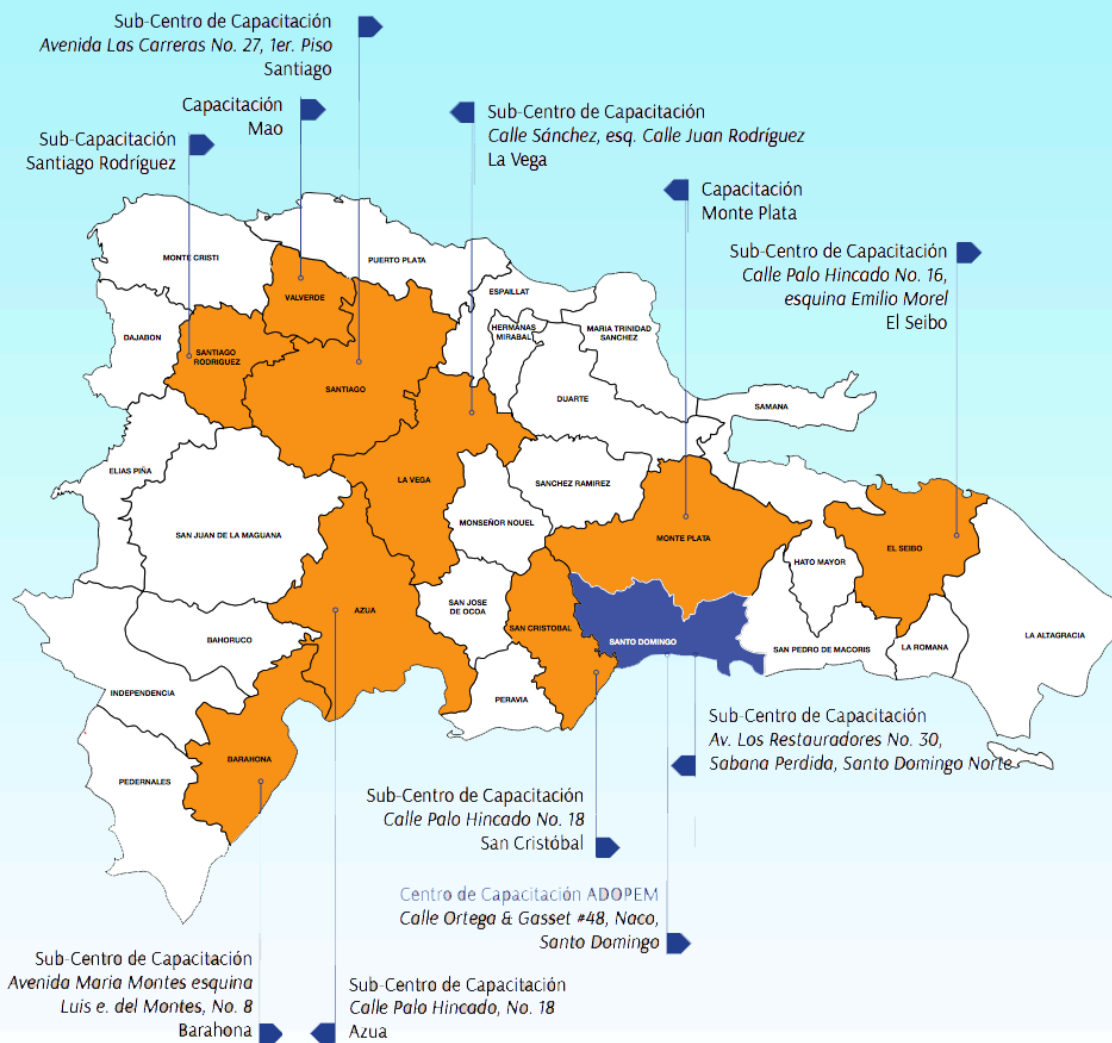 Sub-Centro de Capacitación
Avenida Las Carreras No. 27, 1er. Piso
Santiago
Capacitación
Mao
Sub-Capacitación
Santiago Rodríguez
Sub-Centro de Capacitación
Calle Sánchez, esq. Calle Juan Rodríguez
La Vega
Capacitación
Monte Plata
Sub-Centro de Capacitación
Calle Palo Hincado No. 16,
esquina Emilio Morel
El Seibo
MONTE CRISTI
PUERTO PLATA
VALVERDE
ESPAILLAT
HERMANAS
MIRABAL
MARIA TRINIDAD
SANCHEZ
DAJABON
SANTIAGO
RODRIGUEZ
SANTIAGO
DUARTE
SAMANA
ELIAS PIÑA
LA VEGA
SANCHEZ RAMIREZ
SAN JUAN DE LA MAGUANA
MONSEÑOR NOUEL
MONTE PLATA
EL SEIBO
HATO MAYOR
AZUA
SAN JOSE
DE OCOA
SAN CRISTOBAL
SANTO DOMINGO
BAHORUCO
SAN PEDRO DE MACORIS
LA ROMANA
LA ALTAGRACIA
INDEPENDENCIA
PERAVIA
BARAHONA
PEDERNALES
Sub-Centro de Capacitación
Av. Los Restauradores No. 30,
Sabana Perdida, Santo Domingo Norte
Sub-Centro de Capacitación
Calle Palo Hincado No. 18
San Cristóbal
Centro de Capacitación ADOPEM
Calle Ortega & Gasset #48, Naco,
Santo Domingo
Sub-Centro de Capacitación
Avenida Maria Montes esquina
Luis e. del Montes, No. 8
Barahona
Sub-Centro de Capacitación
Calle Palo Hincado, No. 18
Azua